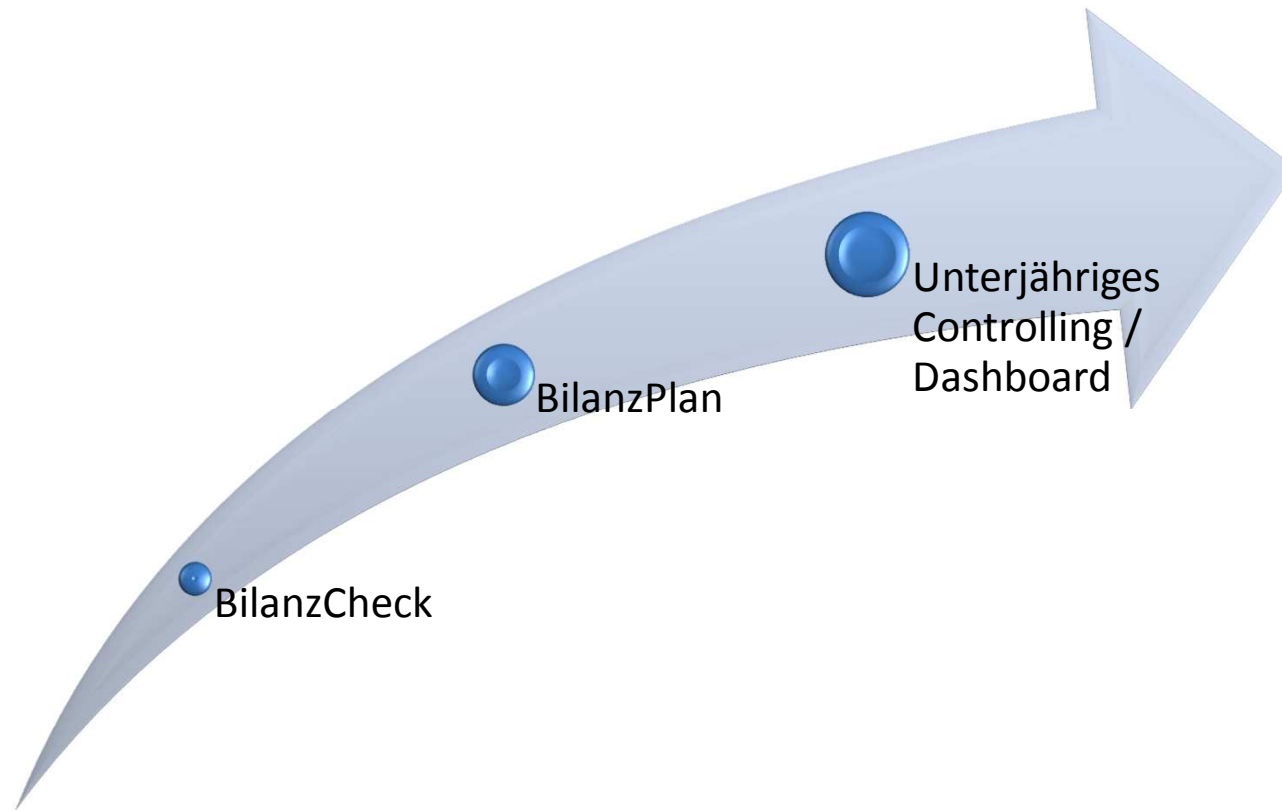 Unterjähriges
Controlling /
Dashboard
BilanzPlan
BilanzCheck